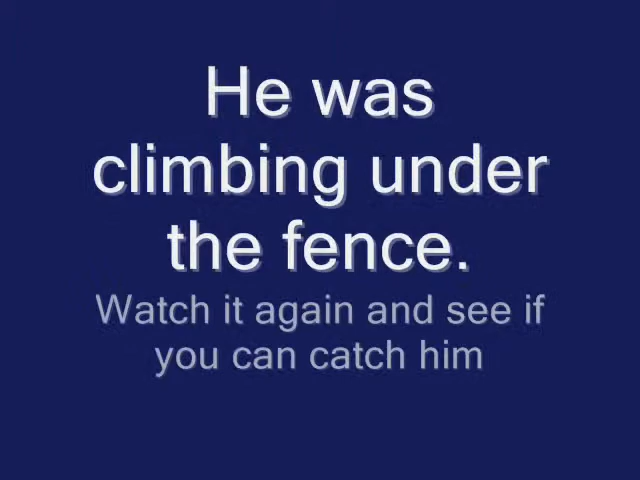 He was
climbing under
the fence.
Watch it again and see if
you can catch him